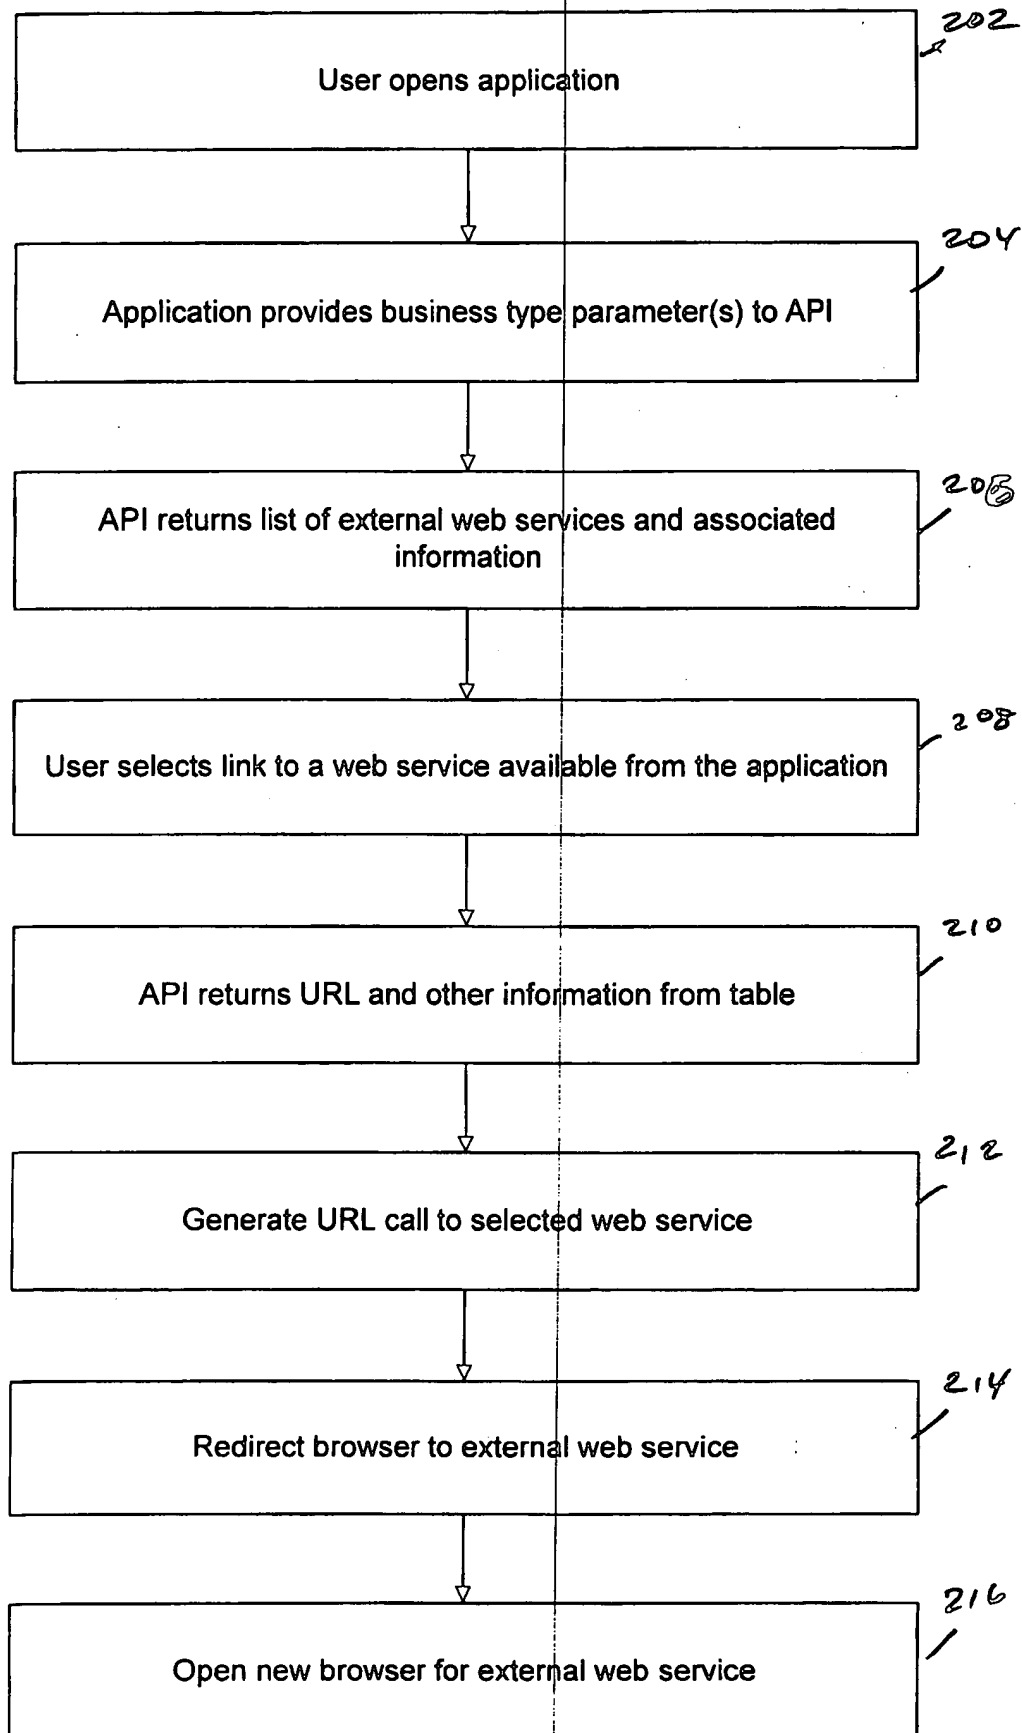 202
User opens application
204
Application provides business type parameter(s) to API
API returns list of external web services and associated
information
208
User selects link to a web service available from the application
210
API returns URL and other information from table
212
Generate URL call to selected web service
214
Redirect browser to external web service
216
Open new browser for external web service